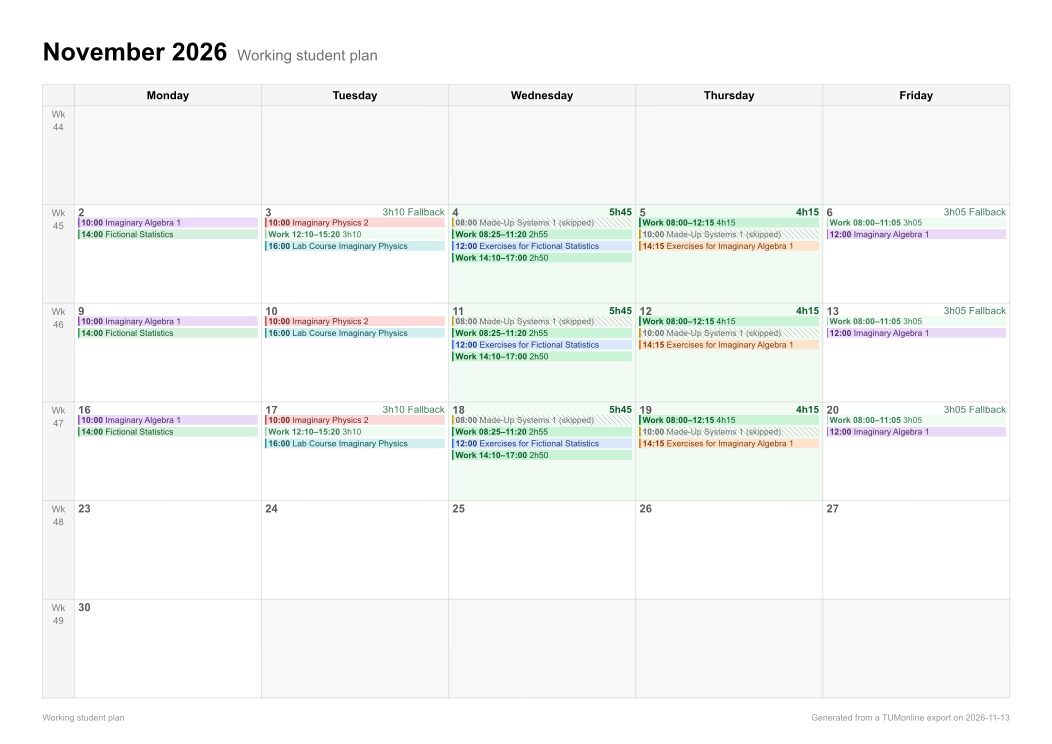 November 2026 Working student plan
Monday Tuesday Wednesday Thursday Friday
Wk
44
Wk
45
2
10:00 Imaginary Algebra 1
14:00 Fictional Statistics
3 3h10 Fallback
10:00 Imaginary Physics 2
Work 12:10–15:20 3h10
16:00 Lab Course Imaginary Physics
4 5h45
08:00 Made-Up Systems 1 (skipped)
Work 08:25–11:20 2h55
12:00 Exercises for Fictional Statistics
Work 14:10–17:00 2h50
5 4h15
Work 08:00–12:15 4h15
10:00 Made-Up Systems 1 (skipped)
14:15 Exercises for Imaginary Algebra 1
6 3h05 Fallback
Work 08:00–11:05 3h05
12:00 Imaginary Algebra 1
Wk
46
9
10:00 Imaginary Algebra 1
14:00 Fictional Statistics
10
10:00 Imaginary Physics 2
16:00 Lab Course Imaginary Physics
11 5h45
08:00 Made-Up Systems 1 (skipped)
Work 08:25–11:20 2h55
12:00 Exercises for Fictional Statistics
Work 14:10–17:00 2h50
12 4h15
Work 08:00–12:15 4h15
10:00 Made-Up Systems 1 (skipped)
14:15 Exercises for Imaginary Algebra 1
13 3h05 Fallback
Work 08:00–11:05 3h05
12:00 Imaginary Algebra 1
Wk
47
16
10:00 Imaginary Algebra 1
14:00 Fictional Statistics
17 3h10 Fallback
10:00 Imaginary Physics 2
Work 12:10–15:20 3h10
16:00 Lab Course Imaginary Physics
18 5h45
08:00 Made-Up Systems 1 (skipped)
Work 08:25–11:20 2h55
12:00 Exercises for Fictional Statistics
Work 14:10–17:00 2h50
19 4h15
Work 08:00–12:15 4h15
10:00 Made-Up Systems 1 (skipped)
14:15 Exercises for Imaginary Algebra 1
20 3h05 Fallback
Work 08:00–11:05 3h05
12:00 Imaginary Algebra 1
Wk
48
23 24 25 26 27
Wk
49
30
Working student plan
Generated from a TUMonline export on 2026-11-13